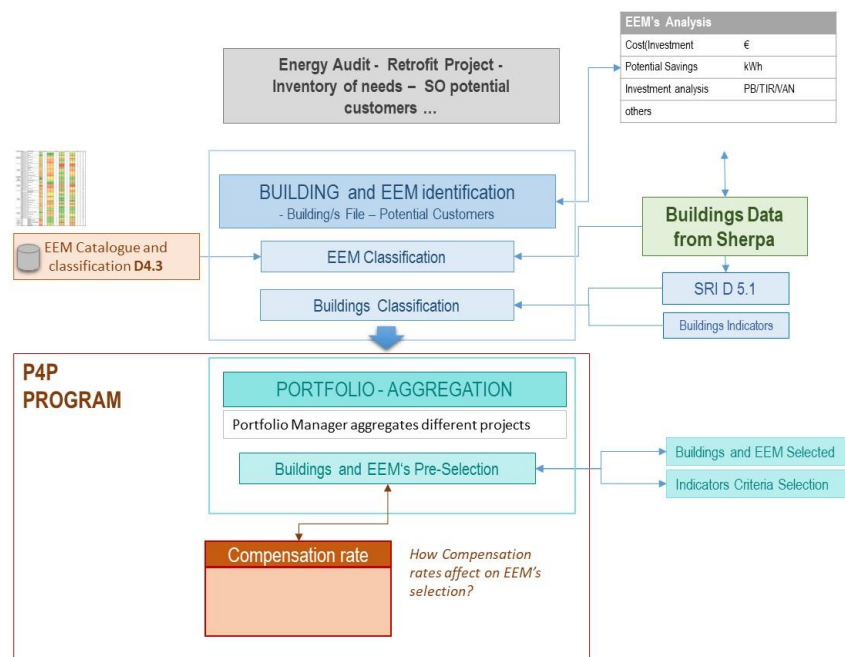 EEM's Analysis
Cost(Investment €
Potential Savings kWh
Investment analysis PB/TIR/VAN
others
Energy Audit - Retrofit Project -
Inventory of needs – SO potential
customers ...
BUILDING and EEM identification
- Building/s File – Potential Customers
Buildings Data
from Sherpa
EEM Catalogue and
classification D4.3
EEM Classification
SRI D 5.1
Buildings Classification
Buildings Indicators
P4P
PROGRAM
PORTFOLIO - AGGREGATION
Portfolio Manager aggregates different projects
Buildings and EEM's Pre-Selection
Buildings and EEM Selected
Indicators Criteria Selection
Compensation rate
How Compensation
rates affect on EEM's
selection?